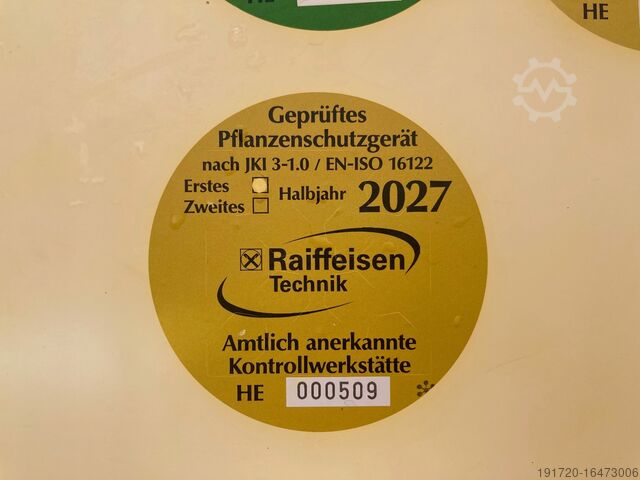 HE
HE
Geprüftes
Pflanzenschutzgerät
nach JKI 3-1.0 / EN-ISO 16122
Erstes
Zweites
Halbjahr 2027
Raiffeisen
Technik
Amtlich anerkannte
Kontrollwerkstätte
HE 000509
191720-16473006